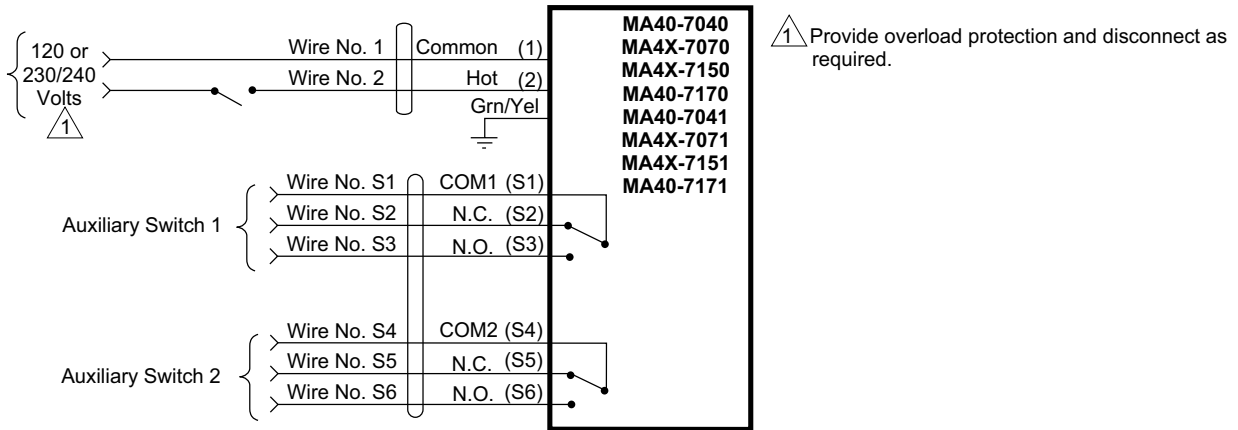 120 or
230/240
Volts
1
Wire No. 1 Common (1)
Wire No. 2 Hot (2)
Grn/Yel
MA40-7040
MA4X-7070
MA4X-7150
MA40-7170
MA40-7041
MA4X-7071
MA4X-7151
MA40-7171
1 Provide overload protection and disconnect as
required.
Auxiliary Switch 1
Wire No. S1 COM1 (S1)
Wire No. S2 N.C. (S2)
Wire No. S3 N.O. (S3)
Auxiliary Switch 2
Wire No. S4 COM2 (S4)
Wire No. S5 N.C. (S5)
Wire No. S6 N.O. (S6)